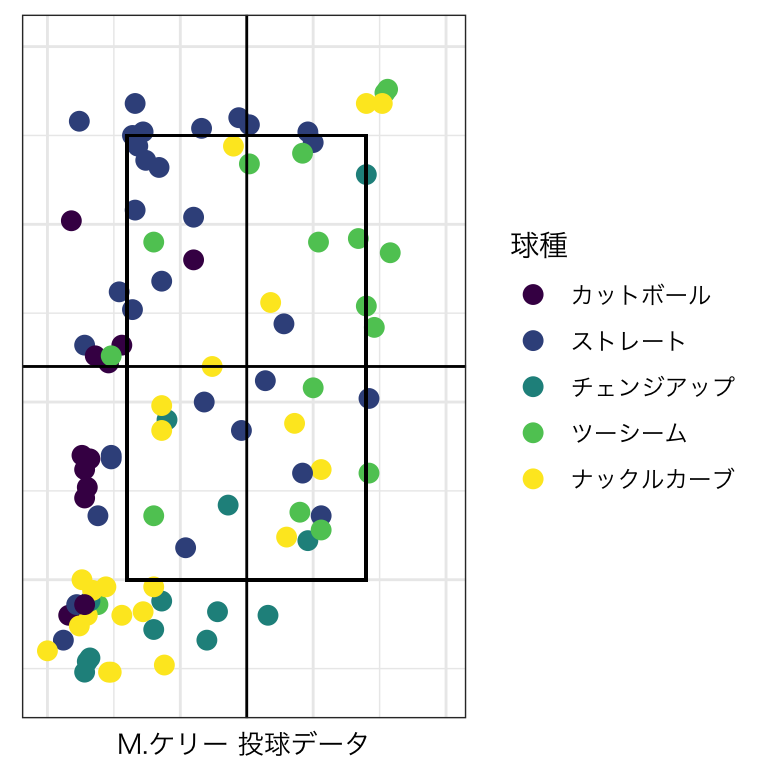 球種
カットボール
ストレート
チェンジアップ
ツーシーム
ナックルカーブ
M.ケリー 投球データ